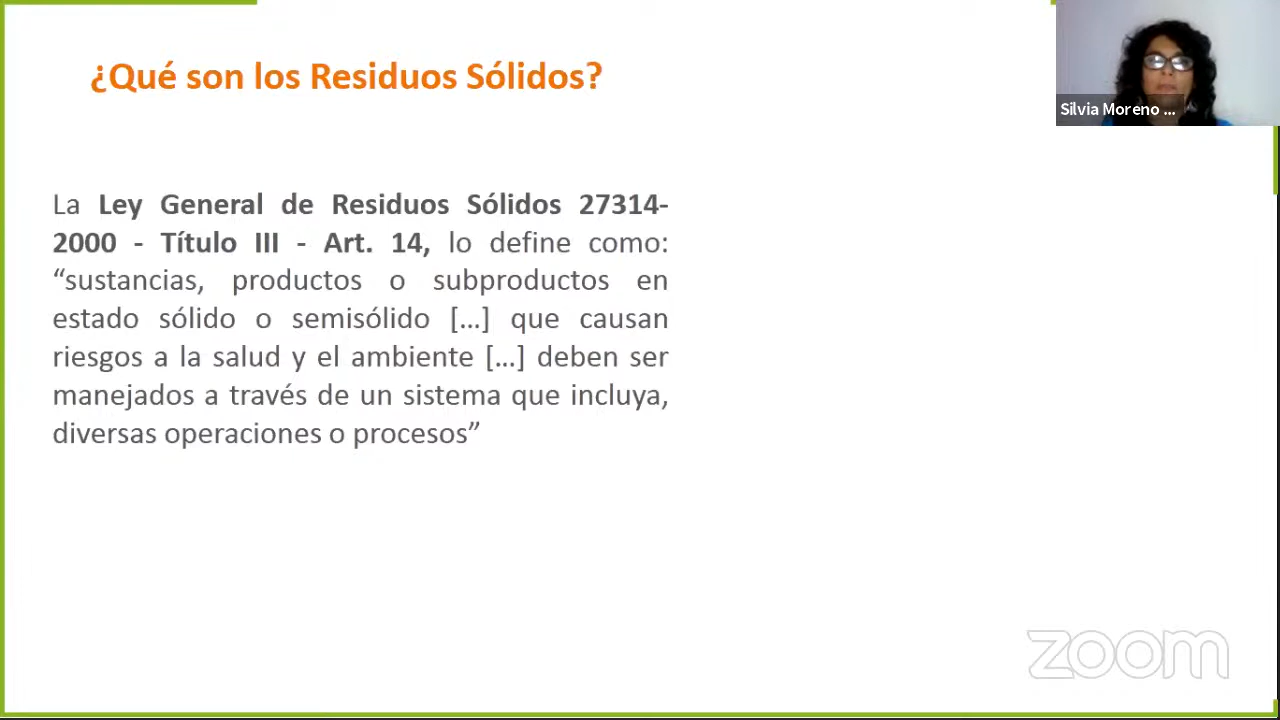 ¿Qué son los Residuos Sólidos?
Silvia Moreno ...
La Ley General de Residuos Sólidos 27314-
2000 - Título III - Art. 14, lo define como:
“sustancias, productos o subproductos en
estado sólido o semisólido [...] que causan
riesgos a la salud y el ambiente [...] deben ser
manejados a través de un sistema que incluya,
diversas operaciones o procesos”
zoom